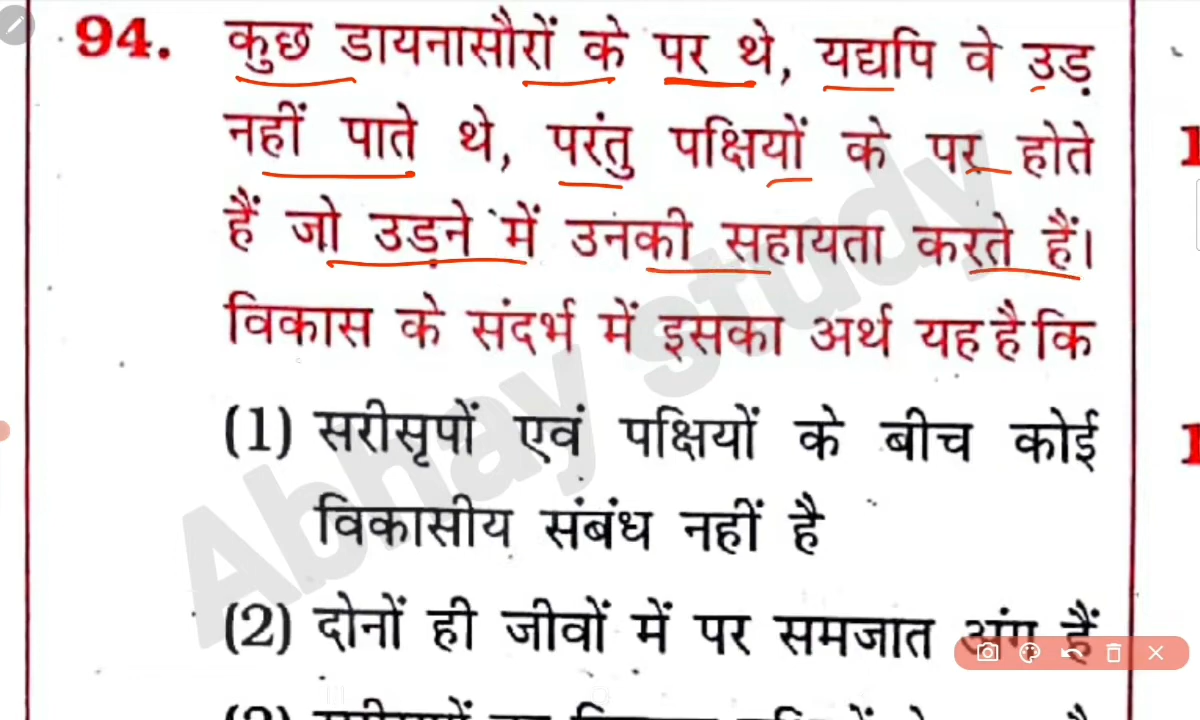 94. कुछ डायनासौरों के पर थे, यद्यपि वे उड़
नहीं पाते थे, परंतु पक्षियों के पर होते
हैं जो उड़ने में उनकी सहायता करते हैं।
विकास के संदर्भ में इसका अर्थ यह है कि
(1) सरीसृपों एवं पक्षियों के बीच कोई
विकासीय संबंध नहीं है
(2) दोनों ही जीवों में पर समजात अंग हैं
Abhay study